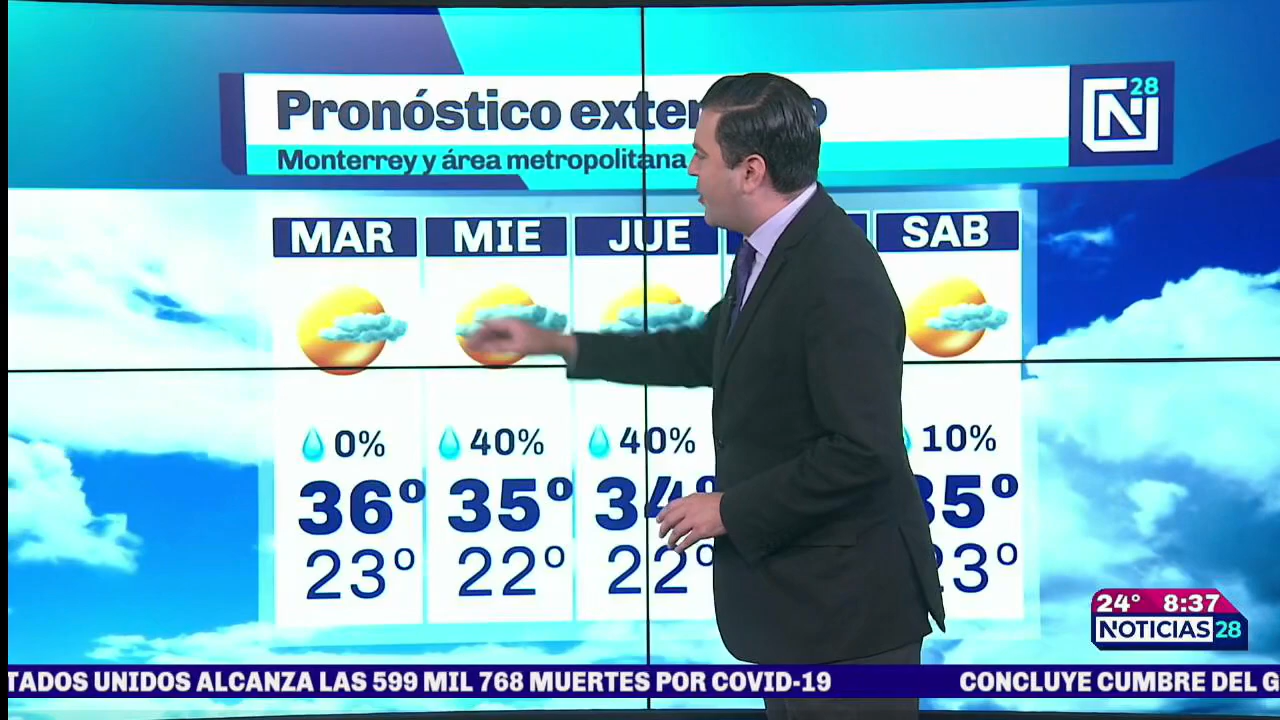 Pronóstico
N 28
Monterrey y área metropolitana
MAR MIE JUE SAB
0% 40% 40% 10%
36° 35° 34° 35°
23° 22° 22° 23°
24° 8:37
NOTICIAS 28
TADOS UNIDOS ALCANZA LAS 599 MIL 768 MUERTES POR COVID-19 CONCLUYE CUMBRE DEL G